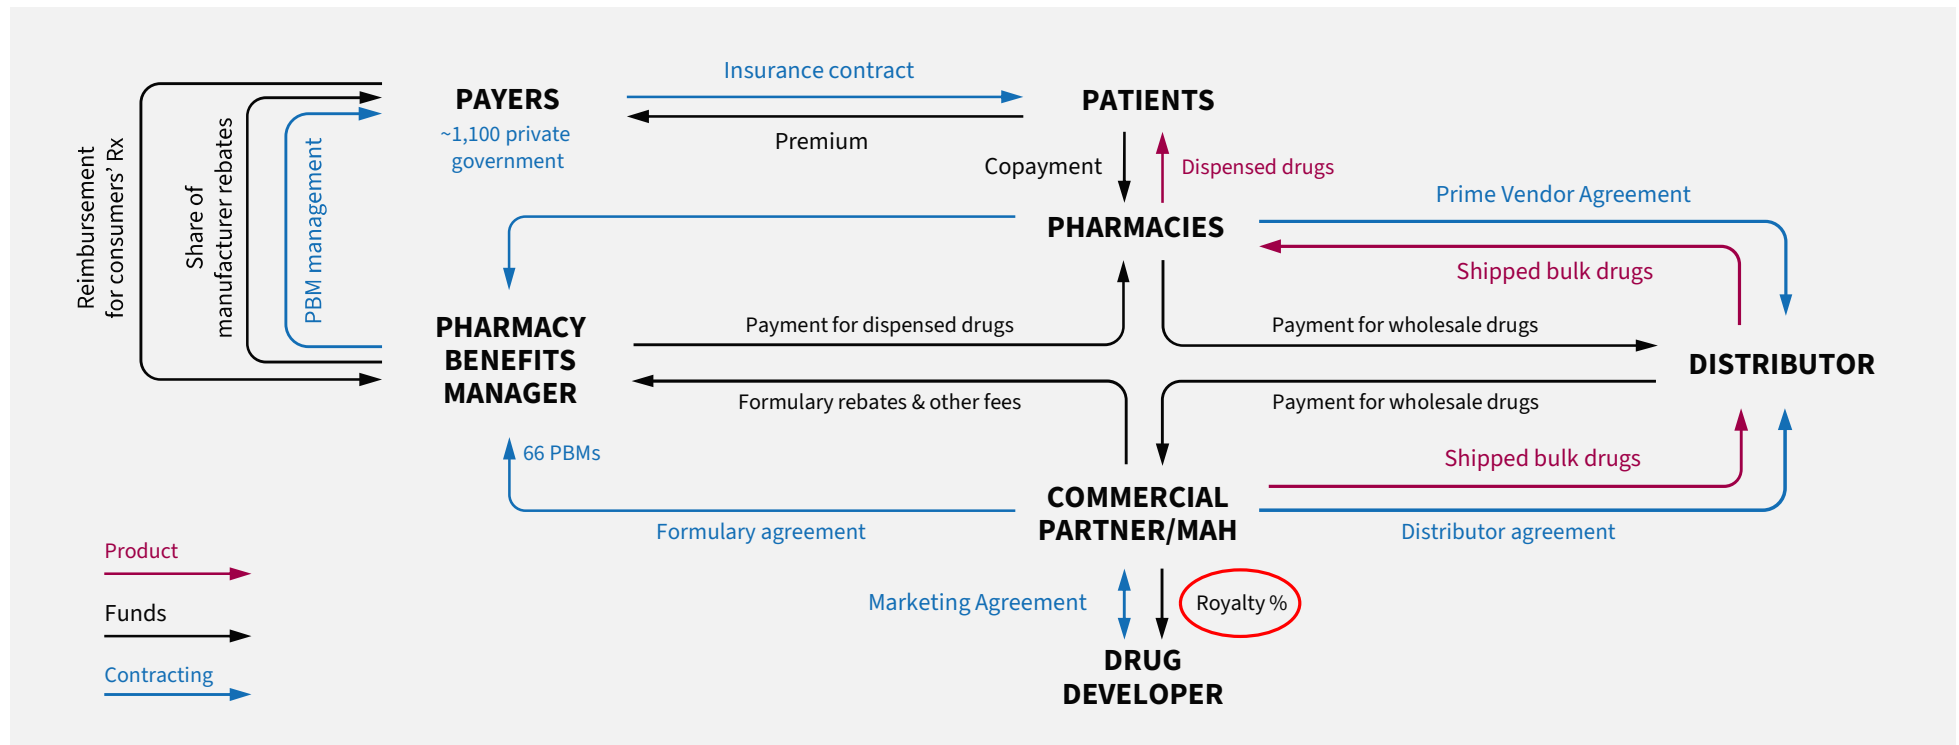 Insurance contract
PAYERS
PATIENTS
~1,100 private
government
Premium
Copayment
Dispensed drugs
Reimbursement
for consumers’ Rx
Share of
manufacturer rebates
PBM management
Prime Vendor Agreement
PHARMACIES
Shipped bulk drugs
PHARMACY
BENEFITS
MANAGER
Payment for dispensed drugs
Payment for wholesale drugs
DISTRIBUTOR
Formulary rebates & other fees
Payment for wholesale drugs
66 PBMs
Shipped bulk drugs
COMMERCIAL
PARTNER/MAH
Formulary agreement
Distributor agreement
Product
Funds
Contracting
Marketing Agreement
Royalty %
DRUG
DEVELOPER